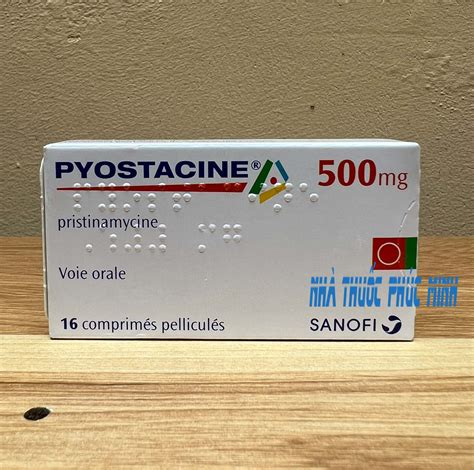 PYOSTACINE® 500mg
pristinamycine
Voie orale
NHÀ THUỐC PHÚC MINH
16 comprimés pelliculés
SANOFI